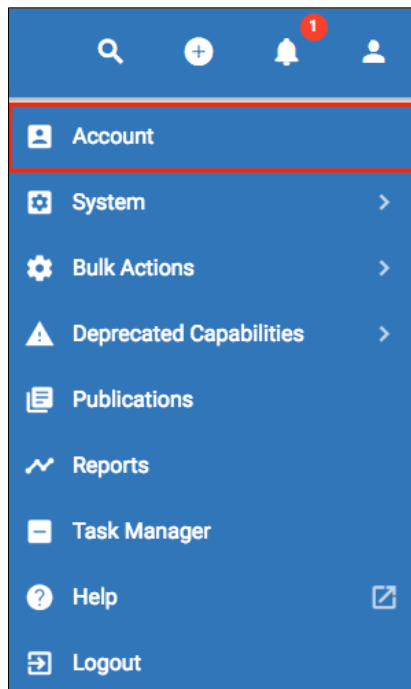 1
Account
System
Bulk Actions
Deprecated Capabilities
Publications
Reports
Task Manager
Help
Logout